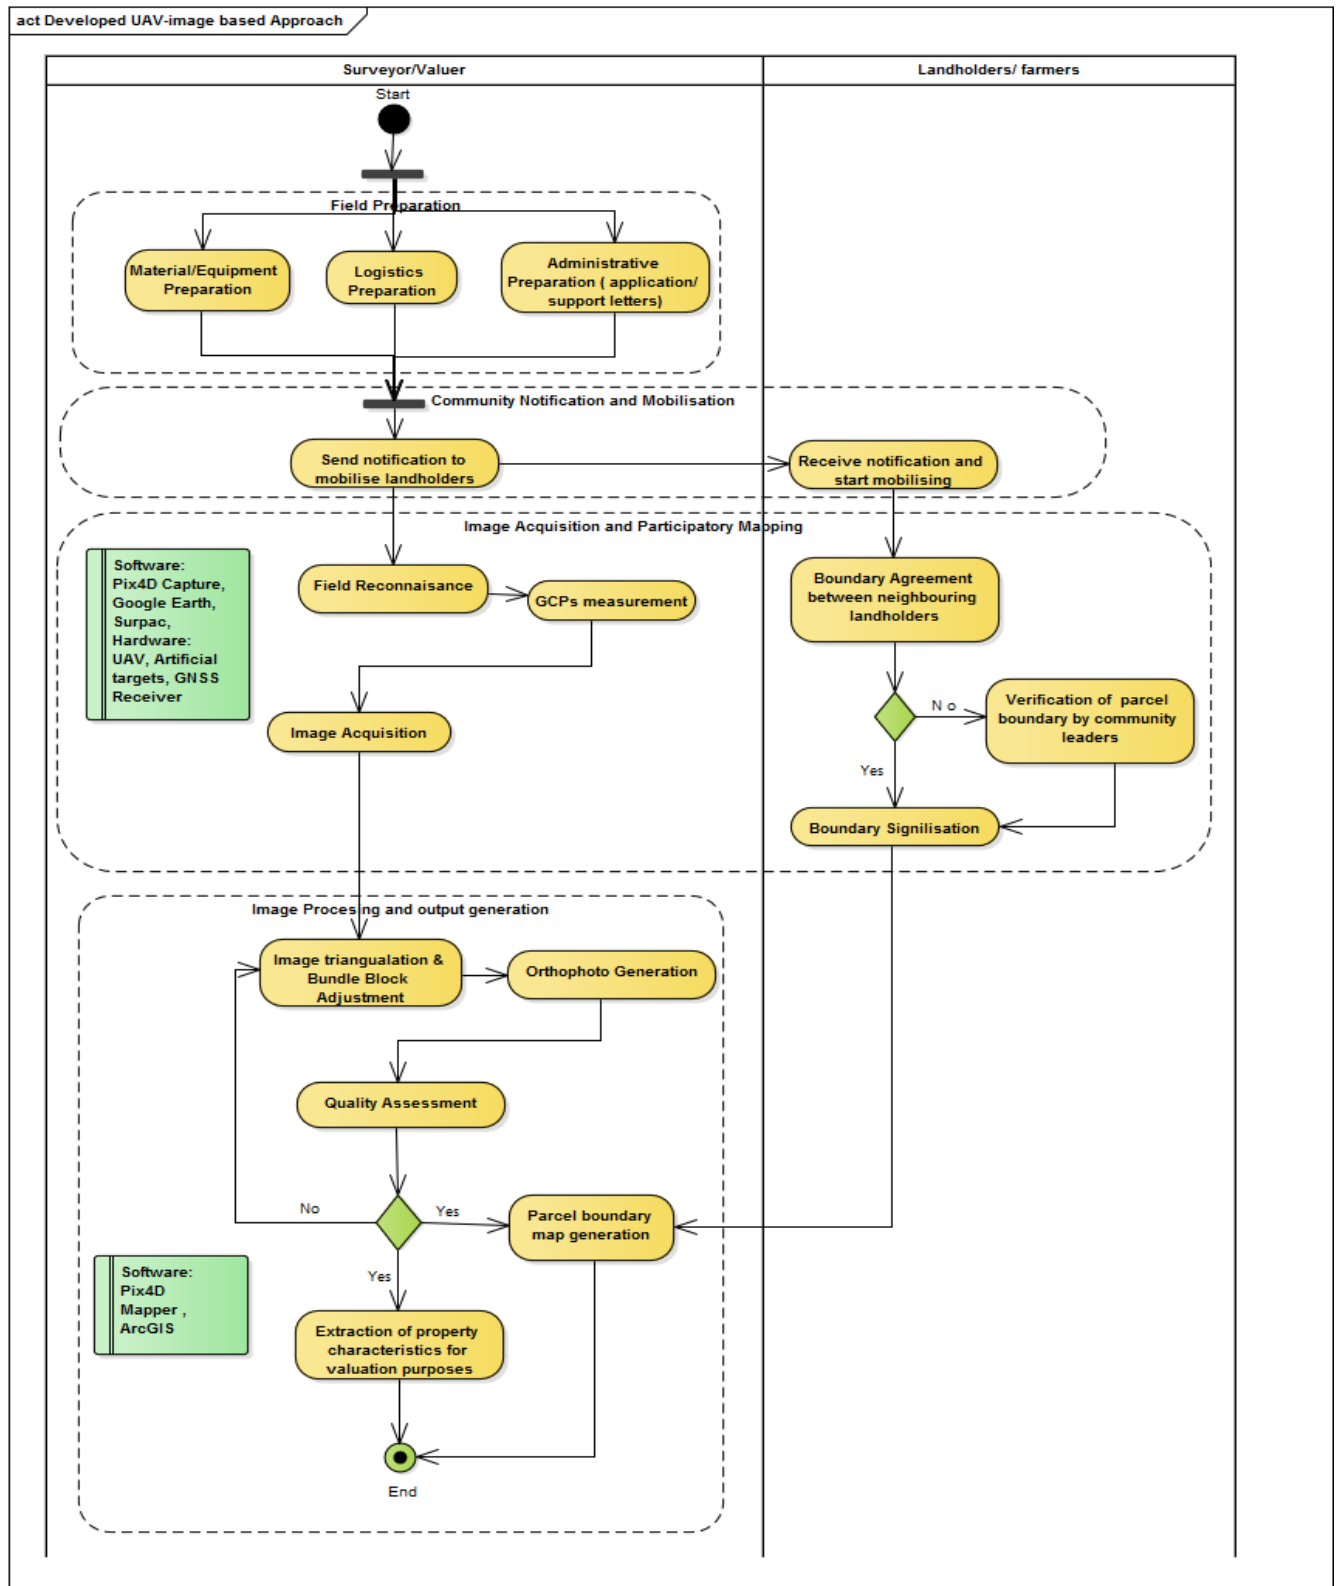 act Developed UAV-image based Approach
Surveyor/Valuer
Landholders/ farmers
Start
Field Preparation
Material/Equipment
Preparation
Logistics
Preparation
Administrative
Preparation ( application/
support letters)
Community Notification and Mobilisation
Send notification to
mobilise landholders
Receive notification and
start mobilising
Image Acquisition and Participatory Mapping
Software:
Pix4D Capture,
Google Earth,
Surpac,
Hardware:
UAV, Artificial
targets, GNSS
Receiver
Field Reconnaisance
GCPs measurement
Boundary Agreement
between neighbouring
landholders
Image Acquisition
N o
Verification of parcel
boundary by community
leaders
Yes
Boundary Signilisation
Image Procesing and output generation
Image triangualation &
Bundle Block
Adjustment
Orthophoto Generation
Quality Assessment
No
Yes
Parcel boundary
map generation
Yes
Software:
Pix4D
Mapper ,
ArcGIS
Extraction of property
characteristics for
valuation purposes
End